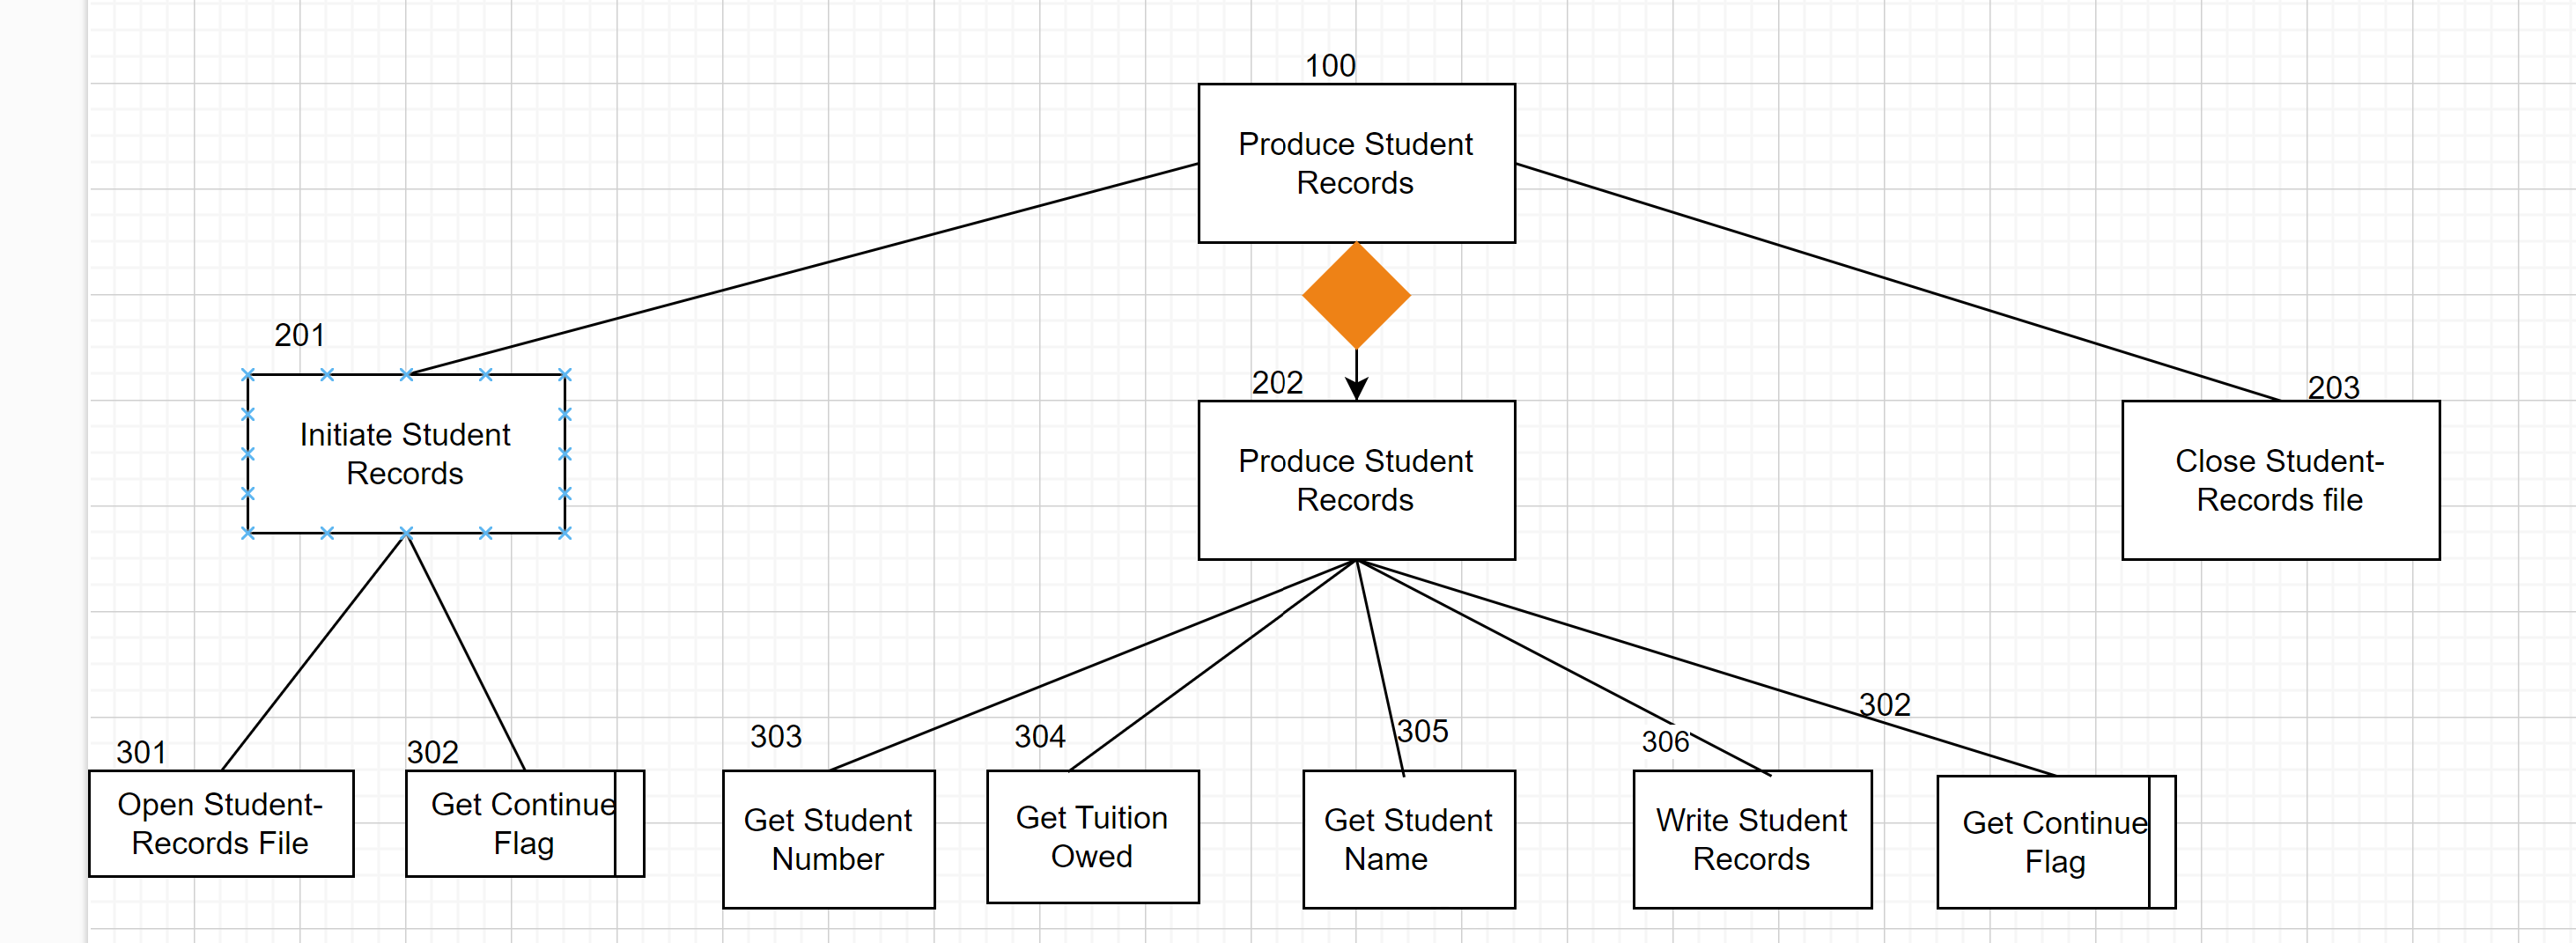 100
Produce Student
Records
201
Initiate Student
Records
202
Produce Student
Records
203
Close Student-
Records file
301
Open Student-
Records File
302
Get Continue
Flag
303
Get Student
Number
304
Get Tuition
Owed
305
Get Student
Name
306
Write Student
Records
302
Get Continue
Flag